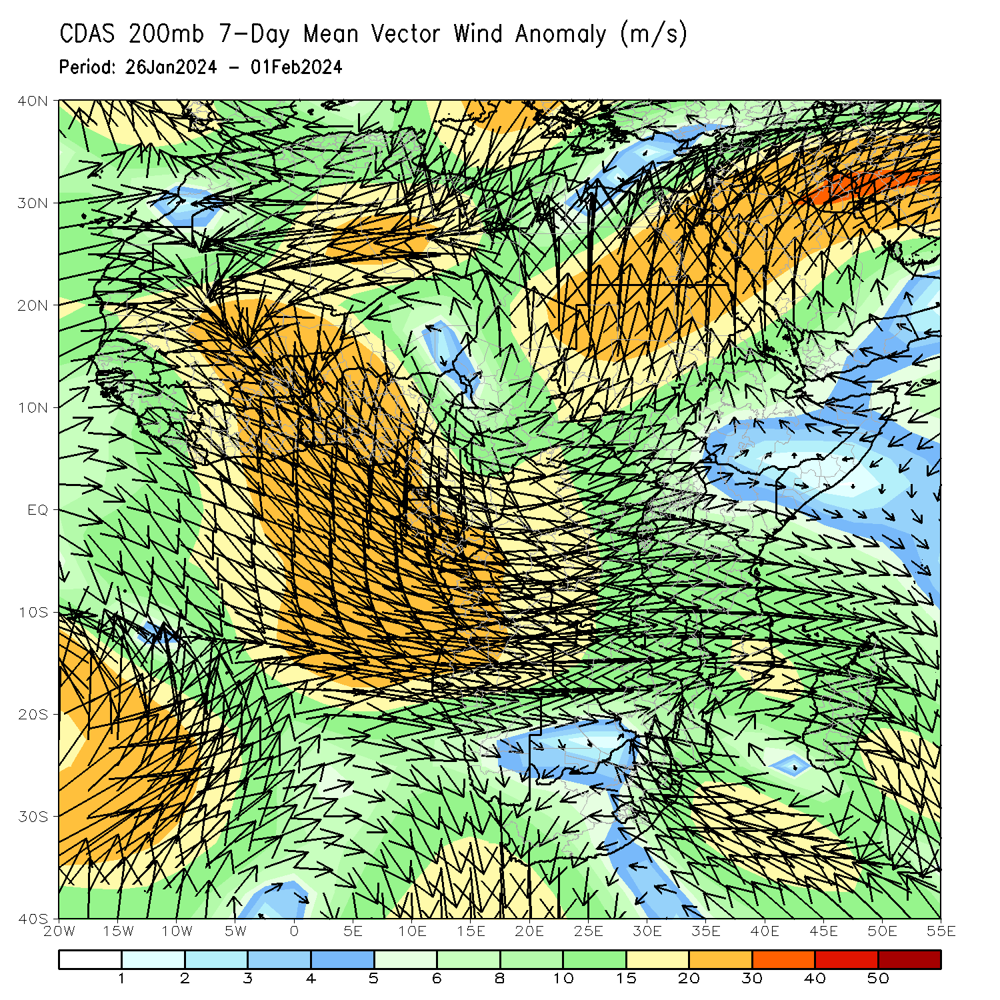 CDAS 200mb 7-Day Mean Vector Wind Anomaly (m/s)
Period: 26Jan2024 - 01Feb2024
40N
30N
20N
10N
EQ
10S
20S
30S
40S
20W 15W 10W 5W 0 5E 10E 15E 20E 25E 30E 35E 40E 45E 50E 55E
1 2 3 4 5 6 8 10 15 20 30 40 50